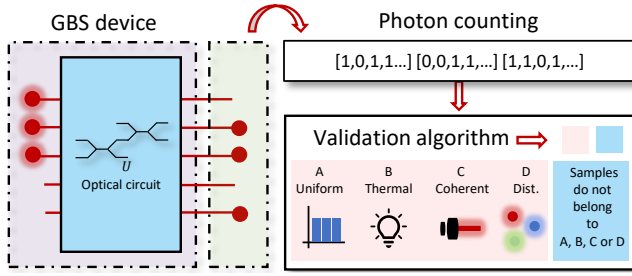 GBS device
Photon counting
[1,0,1,1...] [0,0,1,1,...] [1,1,0,1,...]
U
Optical circuit
Validation algorithm
A
Uniform
B
Thermal
C
Coherent
D
Dist.
Samples
do not
belong
to
A, B, C or D